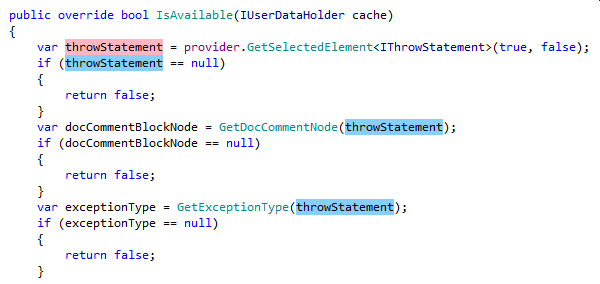 public override bool IsAvailable(IUserDataHolder cache)
{
    var throwStatement = provider.GetSelectedElement<IThrowStatement>(true, false);
    if (throwStatement == null)
    {
        return false;
    }
    var docCommentBlockNode = GetDocCommentNode(throwStatement);
    if (docCommentBlockNode == null)
    {
        return false;
    }
    var exceptionType = GetExceptionType(throwStatement);
    if (exceptionType == null)
    {
        return false;
    }